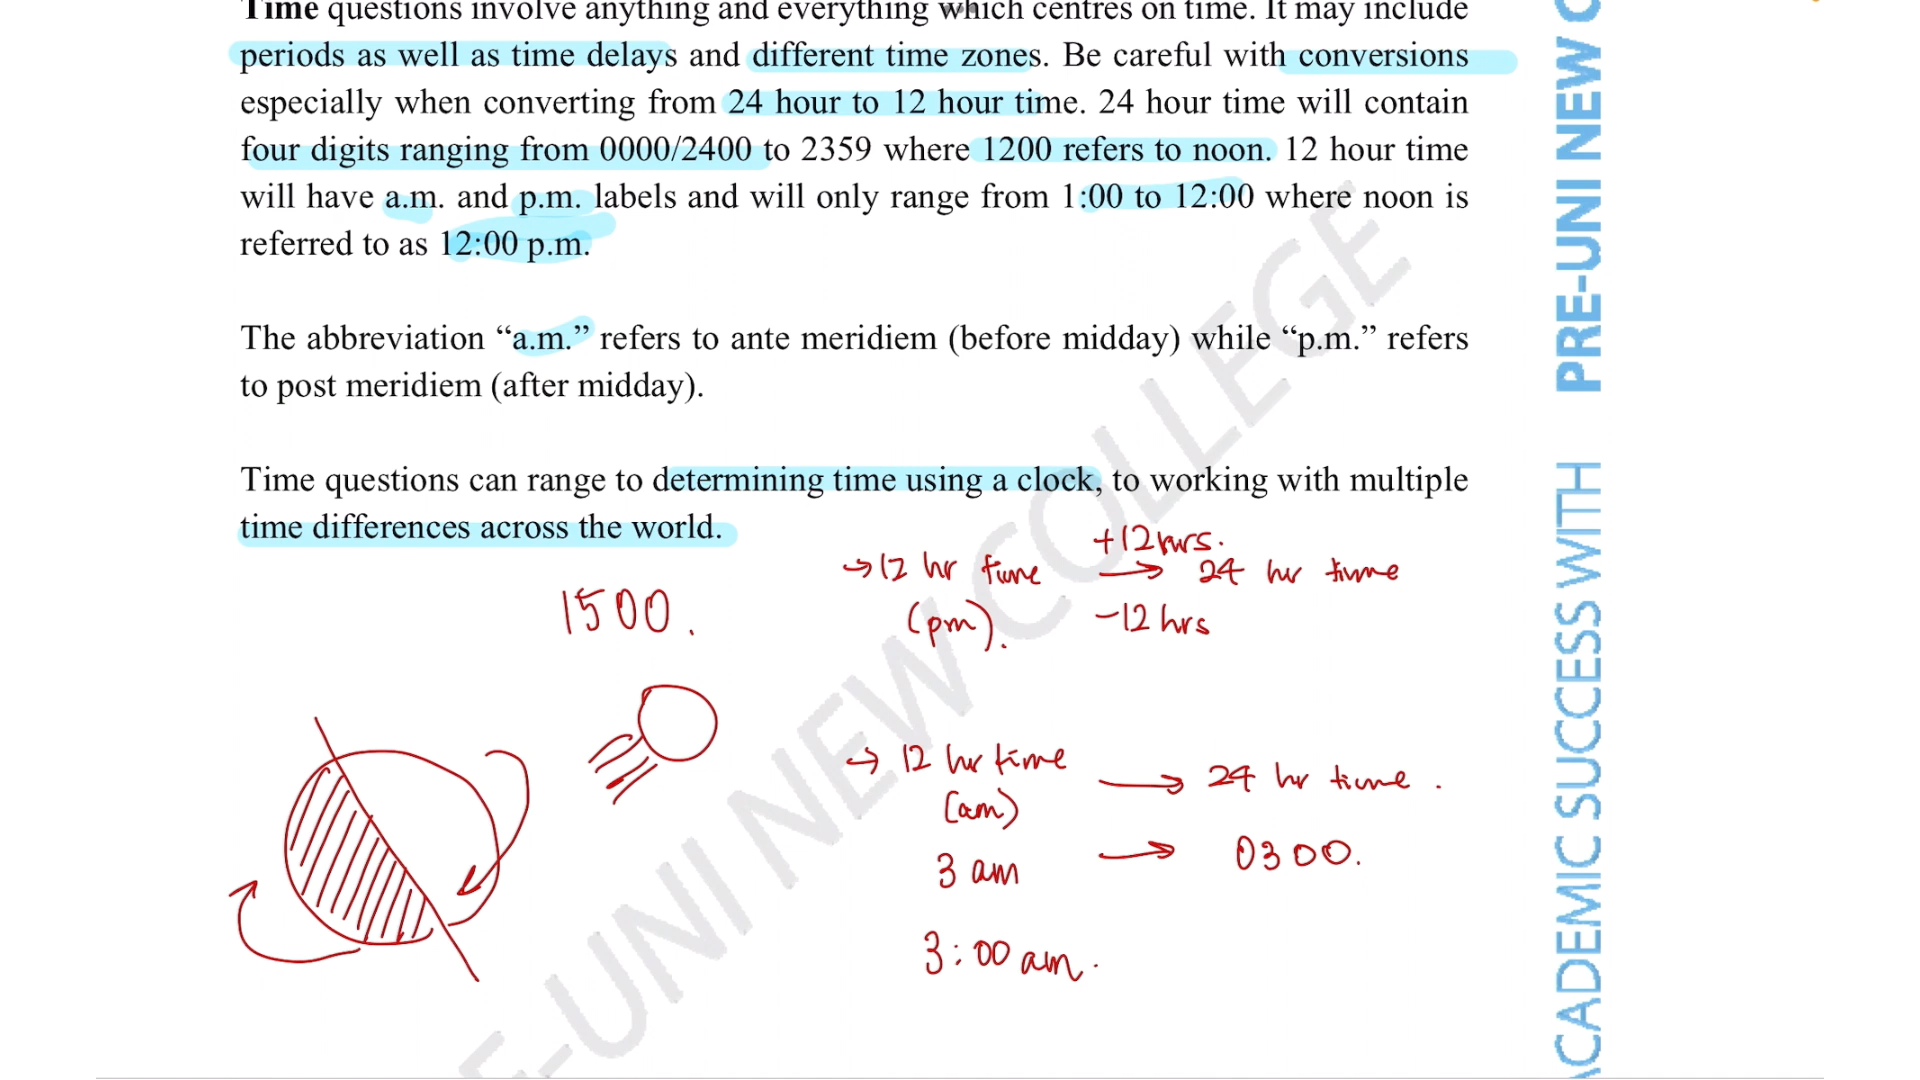 Time questions involve anything and everything which centres on time. It may include
periods as well as time delays and different time zones. Be careful with conversions
especially when converting from 24 hour to 12 hour time. 24 hour time will contain
four digits ranging from 0000/2400 to 2359 where 1200 refers to noon. 12 hour time
will have a.m. and p.m. labels and will only range from 1:00 to 12:00 where noon is
referred to as 12:00 p.m.
The abbreviation “a.m.” refers to ante meridiem (before midday) while “p.m.” refers
to post meridiem (after midday).
Time questions can range to determining time using a clock, to working with multiple
time differences across the world.
+12 hrs.
→ 12 hr time → 24 hr time
(pm). -12 hrs
1500.
→ 12 hr time → 24 hr time.
(am)
3 am → 0300.
3:00 am.
PRE-UNI NEW COLLEGE
ACADEMIC SUCCESS WITH PRE-UNI NEW C